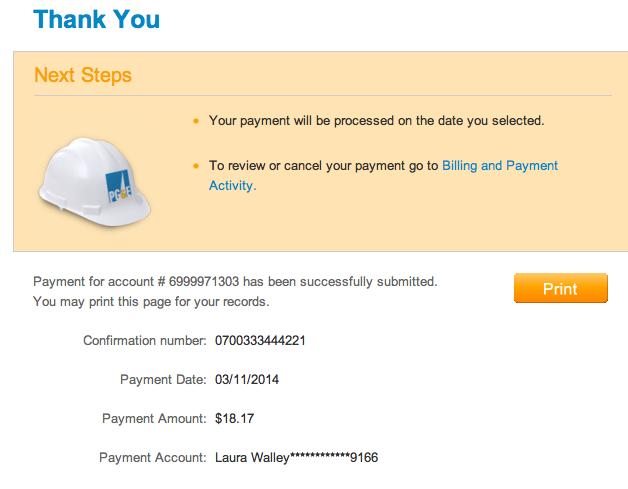 Thank You
Next Steps
Your payment will be processed on the date you selected.
To review or cancel your payment go to Billing and Payment
Activity.
PG&E
Payment for account # 6999971303 has been successfully submitted.
You may print this page for your records.
Print
Confirmation number: 0700333444221
Payment Date: 03/11/2014
Payment Amount: $18.17
Payment Account: Laura Walley************9166